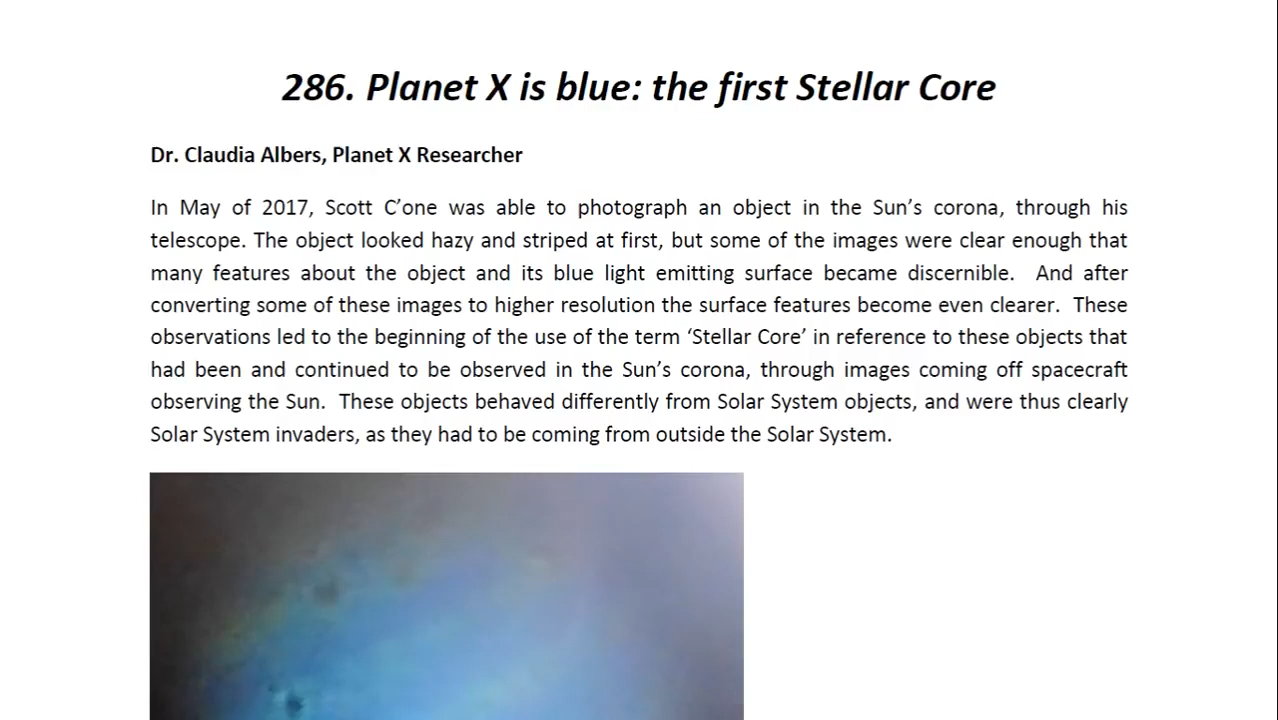 286. Planet X is blue: the first Stellar Core
Dr. Claudia Albers, Planet X Researcher
In May of 2017, Scott C’one was able to photograph an object in the Sun’s corona, through his
telescope. The object looked hazy and striped at first, but some of the images were clear enough that
many features about the object and its blue light emitting surface became discernible.  And after
converting some of these images to higher resolution the surface features become even clearer.  These
observations led to the beginning of the use of the term ‘Stellar Core’ in reference to these objects that
had been and continued to be observed in the Sun’s corona, through images coming off spacecraft
observing the Sun.  These objects behaved differently from Solar System objects, and were thus clearly
Solar System invaders, as they had to be coming from outside the Solar System.